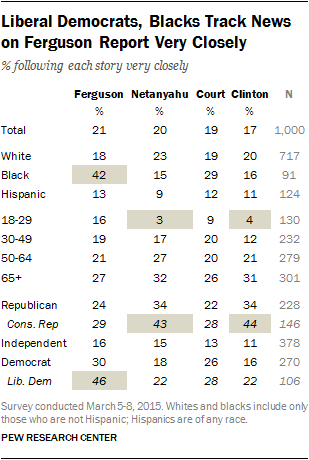 Liberal Democrats, Blacks Track News
on Ferguson Report Very Closely
% following each story very closely
Ferguson Netanyahu Court Clinton N
% % % %
Total 21 20 19 17 1,000
White 18 23 19 20 717
Black 42 15 29 16 91
Hispanic 13 9 12 11 124
18-29 16 3 9 4 130
30-49 19 17 20 12 232
50-64 21 27 20 21 279
65+ 27 32 26 31 301
Republican 24 34 22 34 228
Cons. Rep 29 43 28 44 146
Independent 16 15 13 11 378
Democrat 30 18 26 16 270
Lib. Dem 46 22 28 22 106
Survey conducted March 5-8, 2015. Whites and blacks include only
those who are not Hispanic; Hispanics are of any race.
PEW RESEARCH CENTER